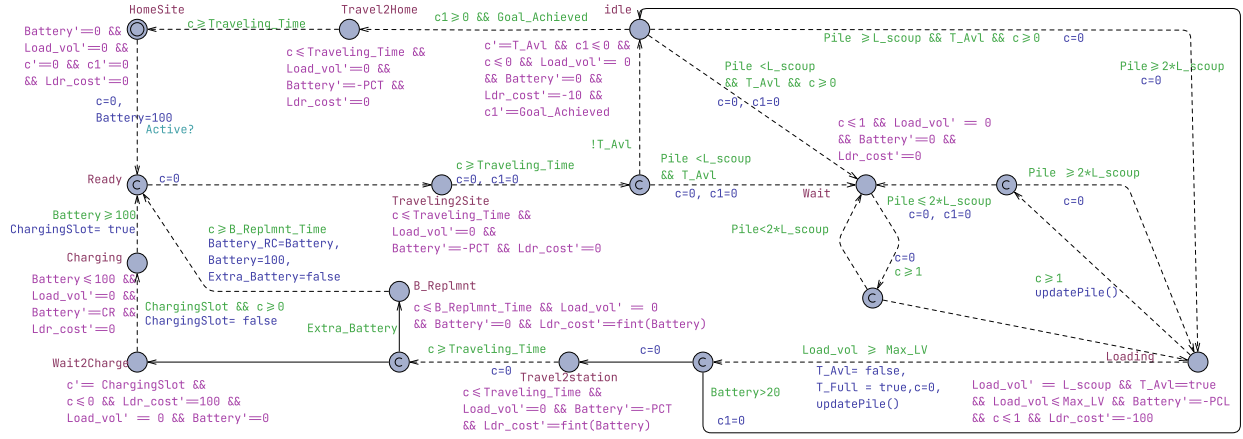 HomeSite
Battery'==0 &&
Load_vol'==0 &&
c'==0 && c1'==0
&& Ldr_cost'==0
c≥Traveling_Time
Travel2Home
c≤Traveling_Time &&
Load_vol'==0 &&
Battery'==-PCT &&
Ldr_cost'==0
c1≥0 && Goal_Achieved
idle
c'==T_Avl && c1≤0 &&
c≤0 && Load_vol'== 0
&& Battery'==0 &&
Ldr_cost'==-10 &&
c1'==Goal_Achieved
Pile ≥L_scoup && T_Avl && c≥0
c=0
Pile≥2*L_scoup
c=0
Pile <L_scoup
&& T_Avl && c≥0
c=0, c1=0
c=0,
Battery=100
Active?
c≤1 && Load_vol' == 0
&& Battery'==0 &&
Ldr_cost'==0
!T_Avl
Ready
c=0
c≥Traveling_Time
c=0, c1=0
C
C
Pile <L_scoup
&& T_Avl
c=0, c1=0
Wait
C
Pile ≥2*L_scoup
c=0
Pile≤2*L_scoup
c=0, c1=0
Traveling2Site
c≤Traveling_Time &&
Load_vol'==0 &&
Battery'==-PCT && Ldr_cost'==0
Battery≥100
ChargingSlot= true
c≥B_Replmnt_Time
Battery_RC=Battery,
Battery=100,
Extra_Battery=false
Pile<2*L_scoup
c=0
c≥1
Charging
Battery≤100 &&
Load_vol'==0 &&
Battery'==CR &&
Ldr_cost'==0
ChargingSlot && c≥0
ChargingSlot= false
B_Replmnt
c≤B_Replmnt_Time && Load_vol' == 0
&& Battery'==0 && Ldr_cost'==fint(Battery)
Extra_Battery
C
c≥1
updatePile()
Wait2Charge
c'== ChargingSlot &&
c≤0 && Ldr_cost'==100 &&
Load_vol' == 0 && Battery'==0
C
c≥Traveling_Time
c=0
Travel2station
c≤Traveling_Time &&
Load_vol'==0 && Battery'==-PCT
&& Ldr_cost'==fint(Battery)
c=0
C
Battery>20
c1=0
Load_vol ≥ Max_LV
T_Avl= false,
T_Full = true,c=0,
updatePile()
Loading
Load_vol' == L_scoup && T_Avl==true
&& Load_vol≤Max_LV && Battery'==-PCL
&& c≤1 && Ldr_cost'==-100